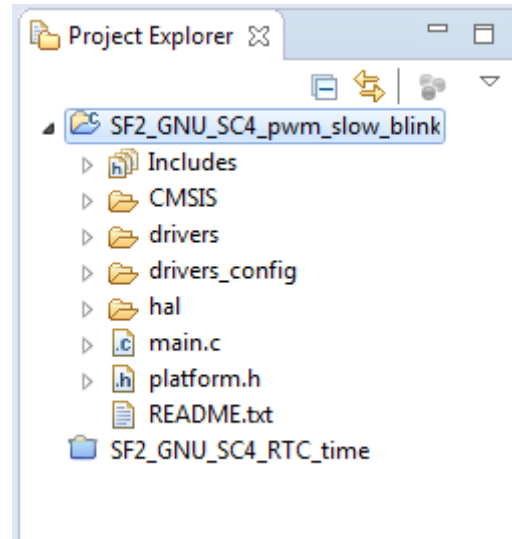 Project Explorer
SF2_GNU_SC4_pwm_slow_blink
Includes
CMSIS
drivers
drivers_config
hal
main.c
platform.h
README.txt
SF2_GNU_SC4_RTC_time